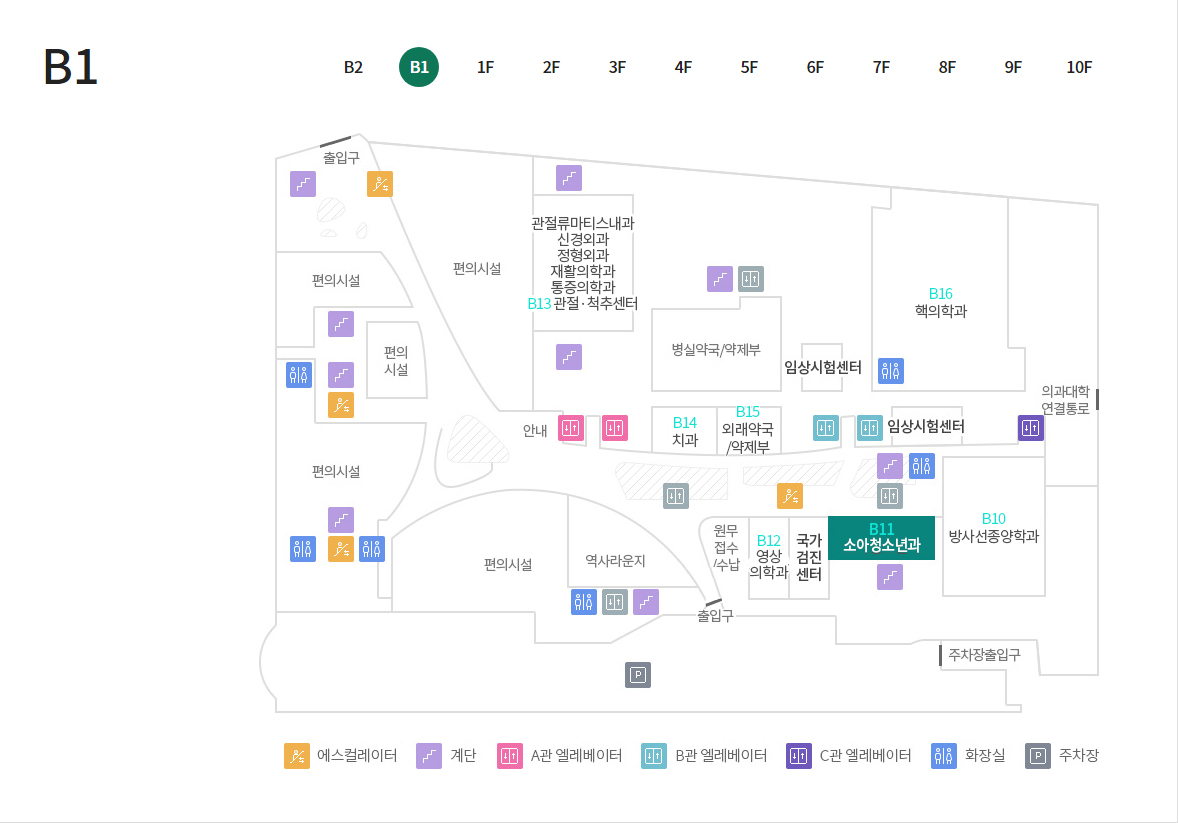 B1
B2
B1
1F
2F
3F
4F
5F
6F
7F
8F
9F
10F
출입구
관절류마티스내과
신경외과
정형외과
재활의학과
통증의학과
B13 관절·척추센터
편의시설
편의시설
B16
핵의학과
병실약국/약제부
편의
시설
임상시험센터
의과대학
연결통로
안내
B14
치과
B15
외래약국
/약제부
임상시험센터
편의시설
B10
방사선종양학과
원무
접수
/수납
B12
영상
의학과
국가
검진
센터
B11
소아청소년과
편의시설
역사라운지
출입구
주차장출입구
P
에스컬레이터
계단
A관 엘레베이터
B관 엘레베이터
C관 엘레베이터
화장실
P
주차장